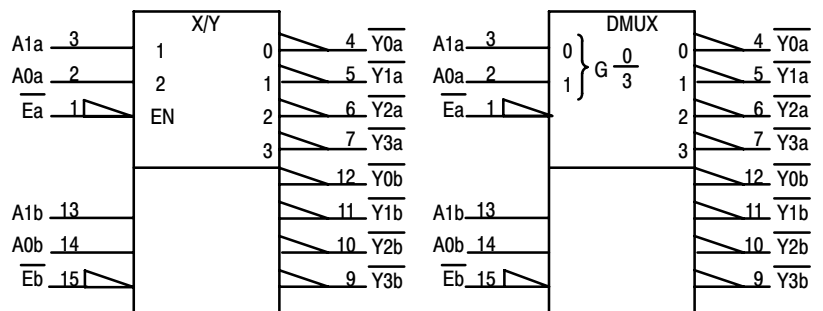 X/Y
A1a 3 1 0 4 Y0a
A0a 2 2 1 5 Y1a
Ea 1 EN 2 6 Y2a
3 7 Y3a
12 Y0b
A1b 13 11 Y1b
A0b 14 10 Y2b
Eb 15 9 Y3b
DMUX
A1a 3 0 0 4 Y0a
A0a 2 1 G 0 3 1 5 Y1a
Ea 1 2 6 Y2a
3 7 Y3a
12 Y0b
A1b 13 11 Y1b
A0b 14 10 Y2b
Eb 15 9 Y3b